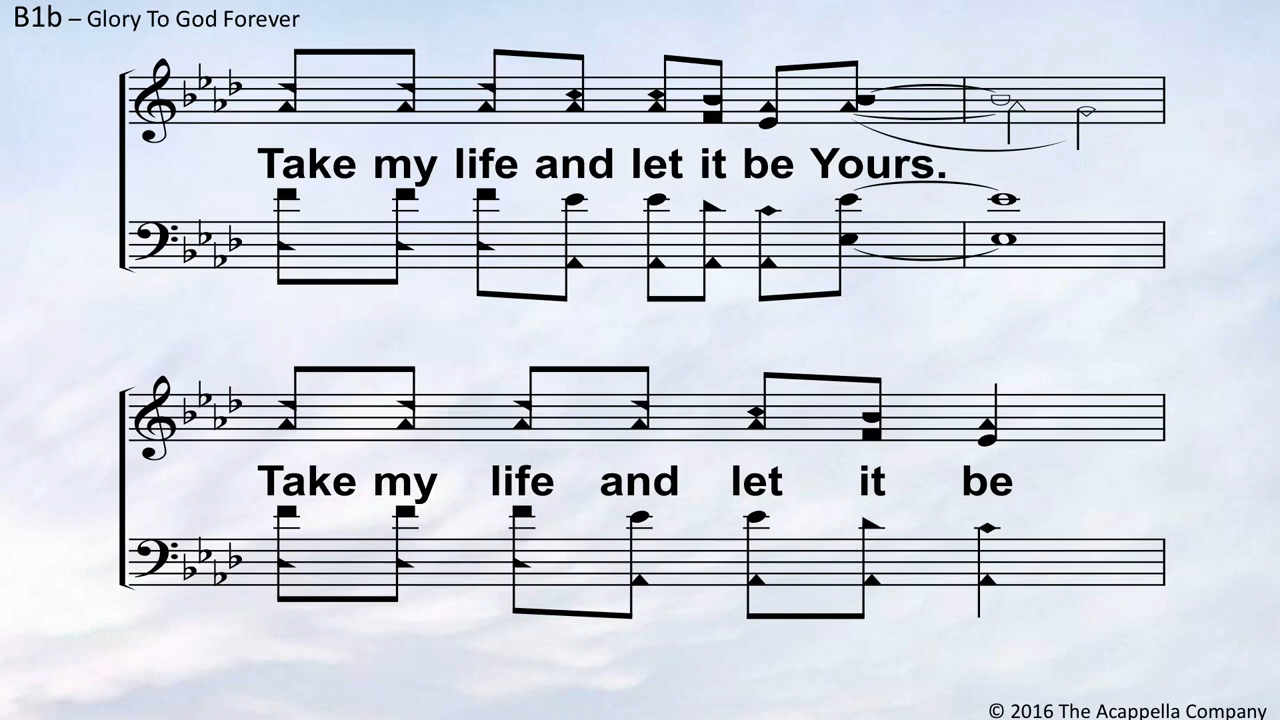 B1b – Glory To God Forever
Take my life and let it be Yours.
Take my life and let it be
© 2016 The Acappella Company